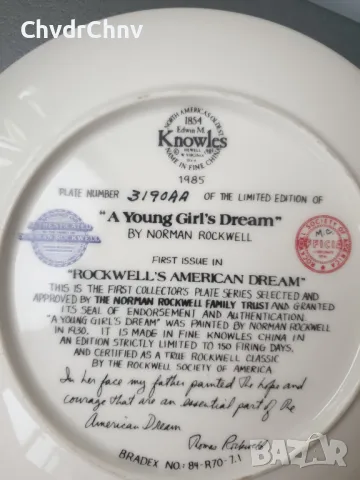 ChvdrChnv
NORTH AMERICA'S OLDEST
1854
Edwin M.
Knowles
NAME IN FINE CHINA
1985
PLATE NUMBER 3190AA OF THE LIMITED EDITION OF
"A Young Girl's Dream"
BY NORMAN ROCKWELL
FIRST ISSUE IN
"ROCKWELL'S AMERICAN DREAM"
THIS IS THE FIRST COLLECTOR'S PLATE SERIES SELECTED AND
APPROVED BY THE NORMAN ROCKWELL FAMILY TRUST AND GRANTED
ITS SEAL OF ENDORSEMENT AND AUTHENTICATION.
"A YOUNG GIRL'S DREAM" WAS PAINTED BY NORMAN ROCKWELL
IN 1930. IT IS MADE IN FINE KNOWLES CHINA IN
AN EDITION STRICTLY LIMITED TO 150 FIRING DAYS,
AND CERTIFIED AS A TRUE ROCKWELL CLASSIC
BY THE ROCKWELL SOCIETY OF AMERICA.
In her face my father painted the hope and
courage that are an essential part of the
American Dream
Thomas Rockwell
BRADEX NO.: 84-R70-7.1
BAZAR